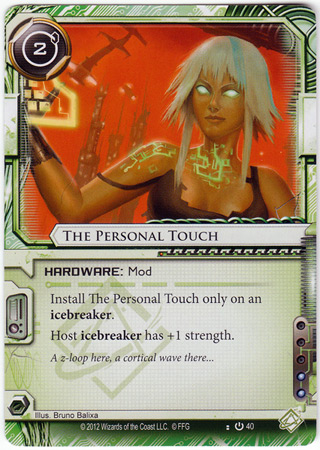 2
THE PERSONAL TOUCH
HARDWARE: Mod
Install The Personal Touch only on an
icebreaker.
Host icebreaker has +1 strength.
A z-loop here, a cortical wave there...
Illus. Bruno Balixa
© 2012 Wizards of the Coast LLC. © FFG 40